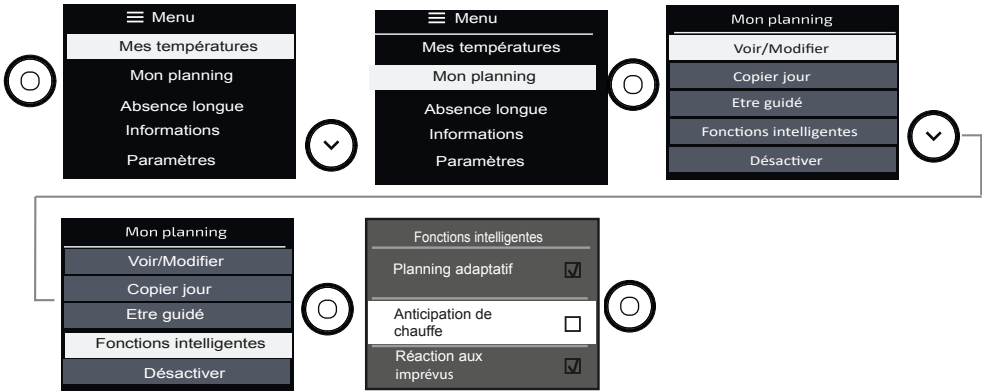 Menu
Mes températures
Mon planning
Absence longue
Informations
Paramètres
Menu
Mes températures
Mon planning
Absence longue
Informations
Paramètres
Mon planning
Voir/Modifier
Copier jour
Etre guidé
Fonctions intelligentes
Désactiver
Mon planning
Voir/Modifier
Copier jour
Etre guidé
Fonctions intelligentes
Désactiver
Fonctions intelligentes
Planning adaptatif
Anticipation de
chauffe
Réaction aux
imprévus